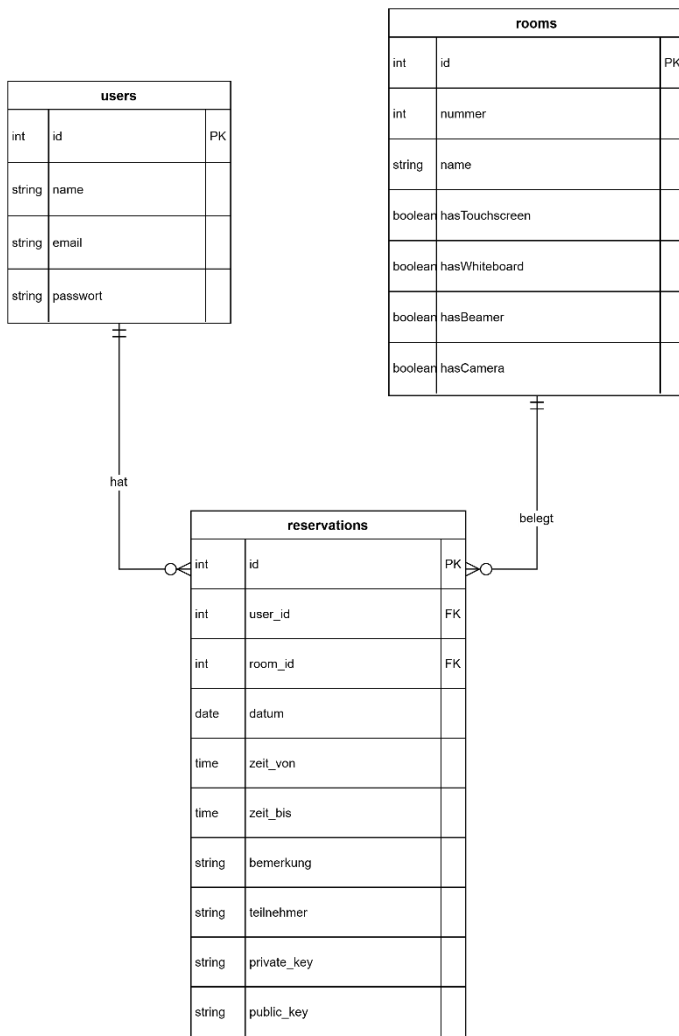 users
int id PK
string name
string email
string passwort
rooms
int id PK
int nummer
string name
boolean hasTouchscreen
boolean hasWhiteboard
boolean hasBeamer
boolean hasCamera
hat
belegt
reservations
int id PK
int user_id FK
int room_id FK
date datum
time zeit_von
time zeit_bis
string bemerkung
string teilnehmer
string private_key
string public_key